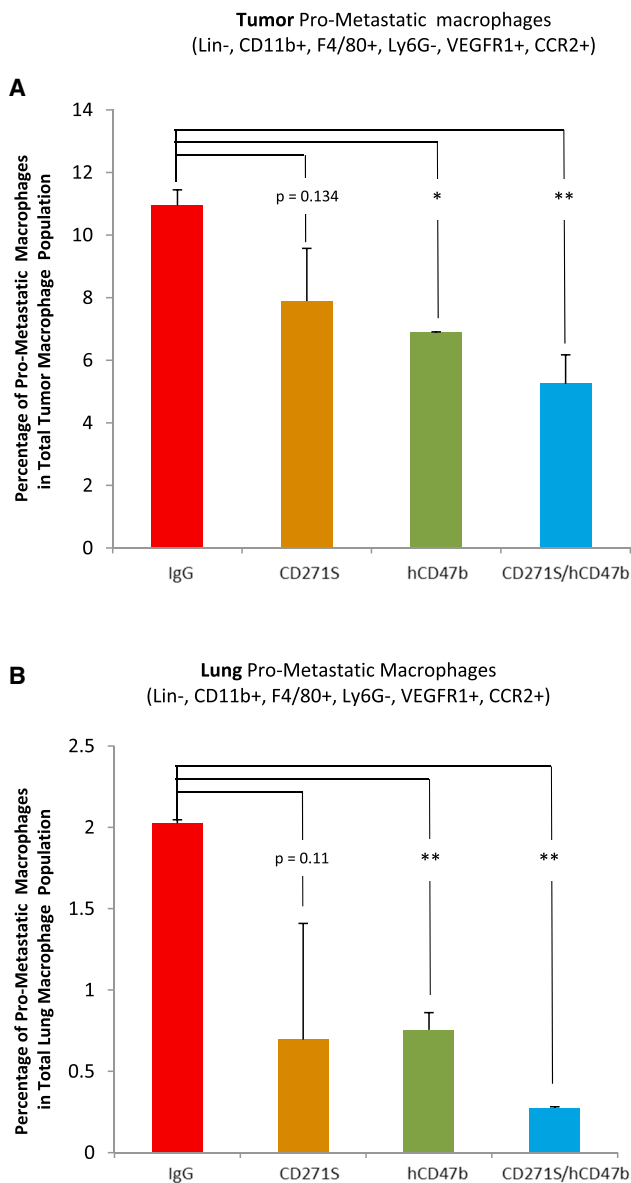 Tumor Pro-Metastatic macrophages
(Lin-, CD11b+, F4/80+, Ly6G-, VEGFR1+, CCR2+)
A
Percentage of Pro-Metastatic Macrophages
in Total Tumor Macrophage Population
14
12
10
8
6
4
2
0
p = 0.134
*
**
IgG
CD271S
hCD47b
CD271S/hCD47b
B
Lung Pro-Metastatic Macrophages
(Lin-, CD11b+, F4/80+, Ly6G-, VEGFR1+, CCR2+)
Percentage of Pro-Metastatic Macrophages
in Total Lung Macrophage Population
2.5
2
1.5
1
0.5
0
p = 0.11
**
**
IgG
CD271S
hCD47b
CD271S/hCD47b